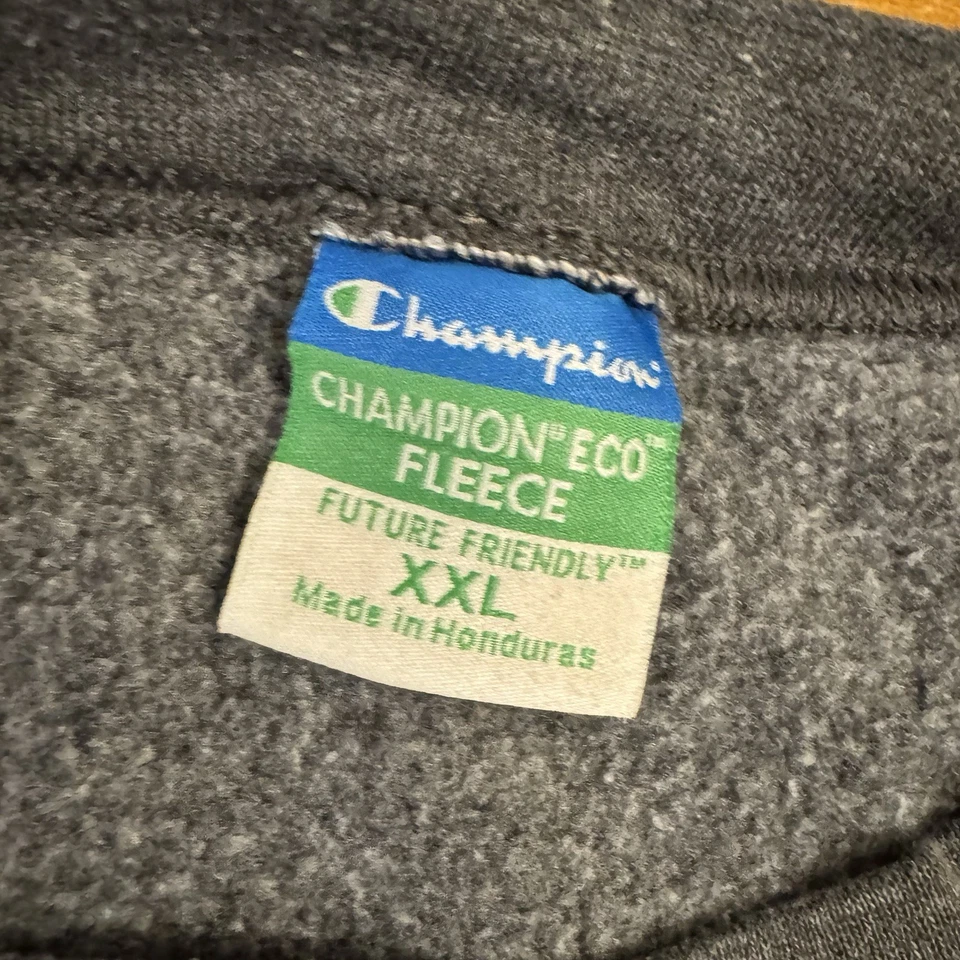 Champion
CHAMPION® ECO™
FLEECE
FUTURE FRIENDLY™
XXL
Made in Honduras